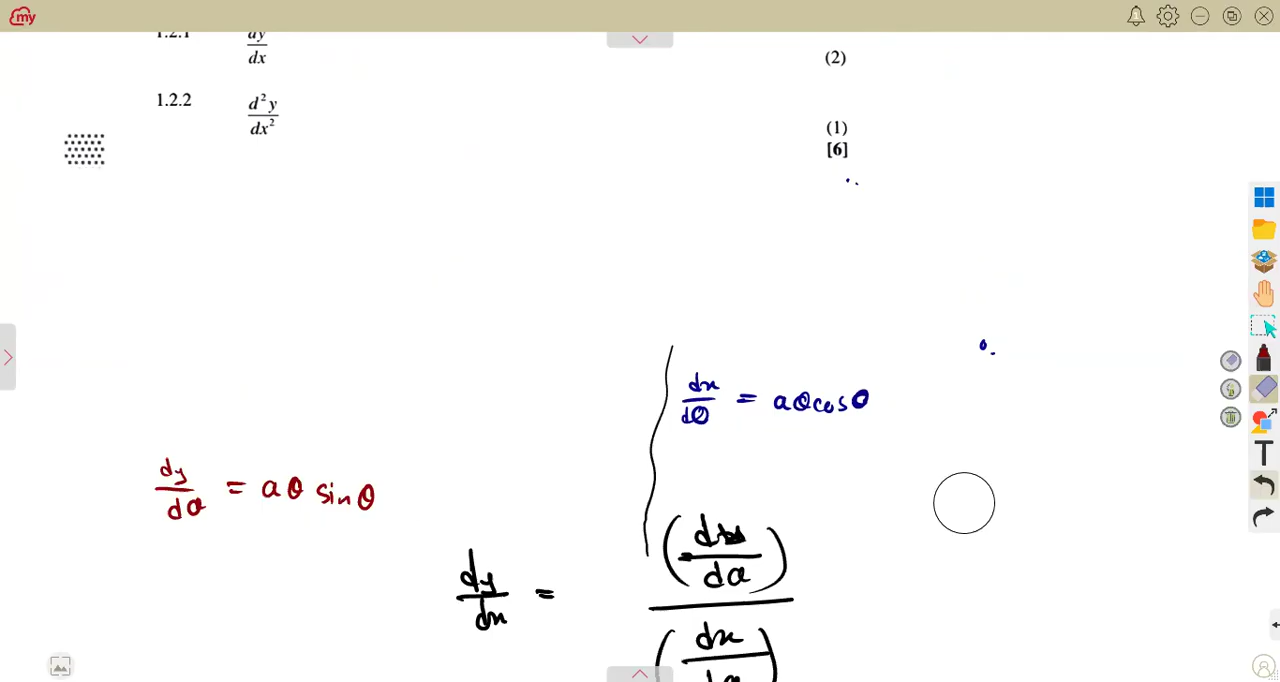 my
1.2.1 dy/dx (2)
1.2.2 d²y/dx² (1)
[6]
dx/dθ = aθcosθ
dy/dθ = aθ sinθ
dy/dx = (d/dθ)
(dx/dθ)
T